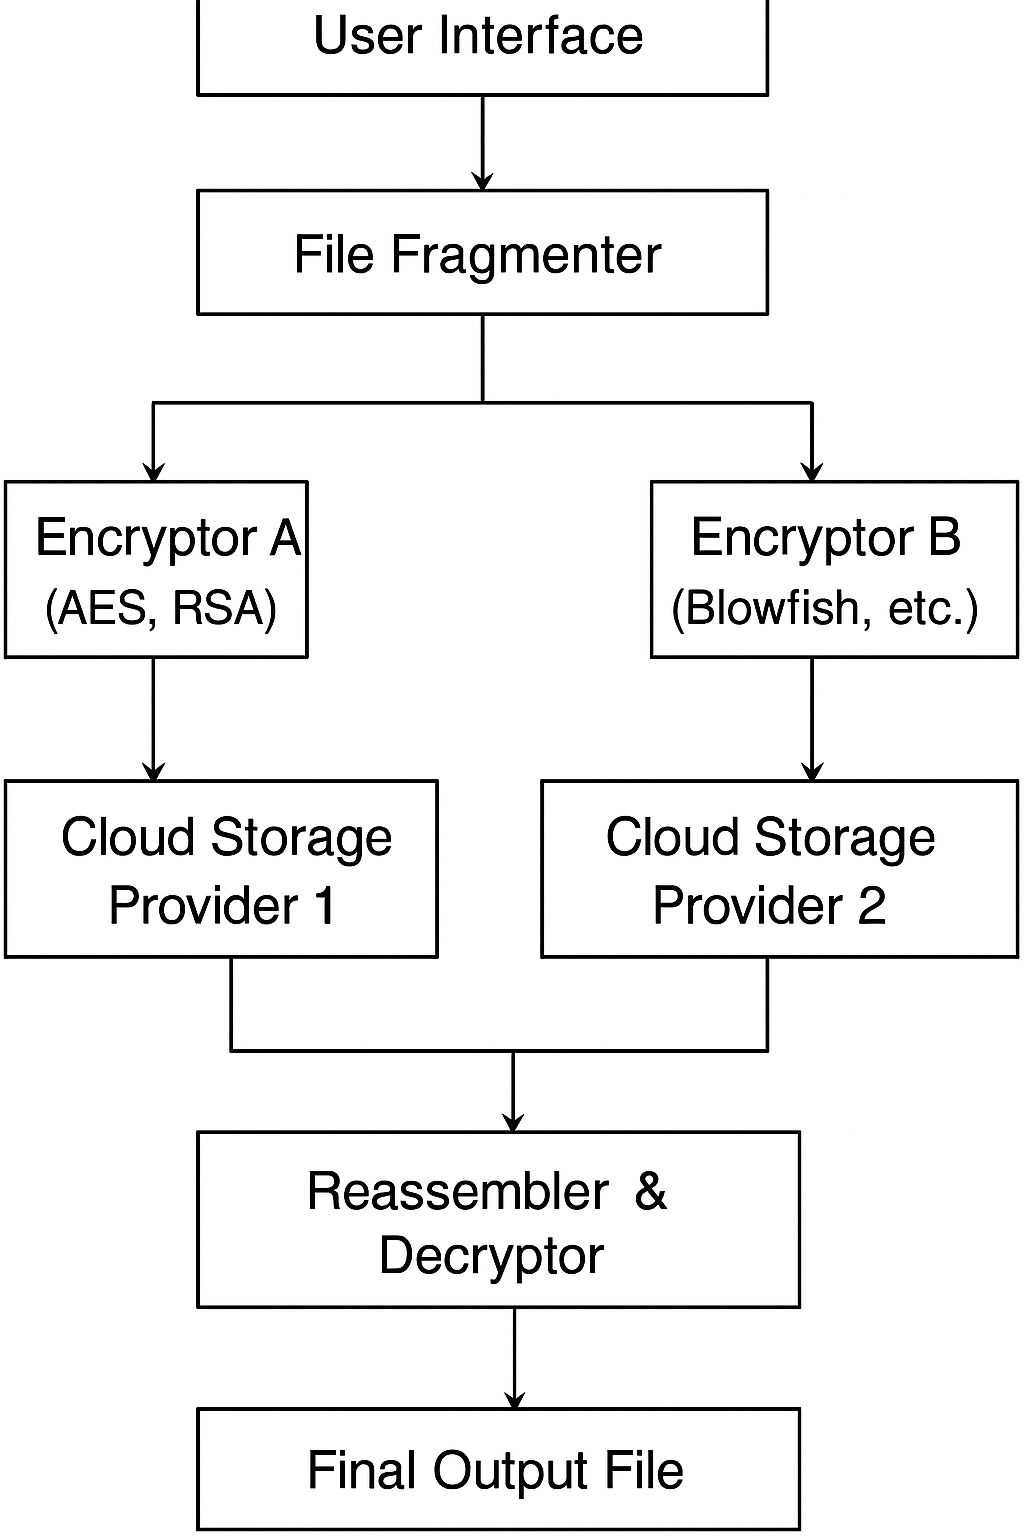 User Interface
File Fragmenter
Encryptor A
(AES, RSA)
Encryptor B
(Blowfish, etc.)
Cloud Storage
Provider 1
Cloud Storage
Provider 2
Reassembler &
Decryptor
Final Output File